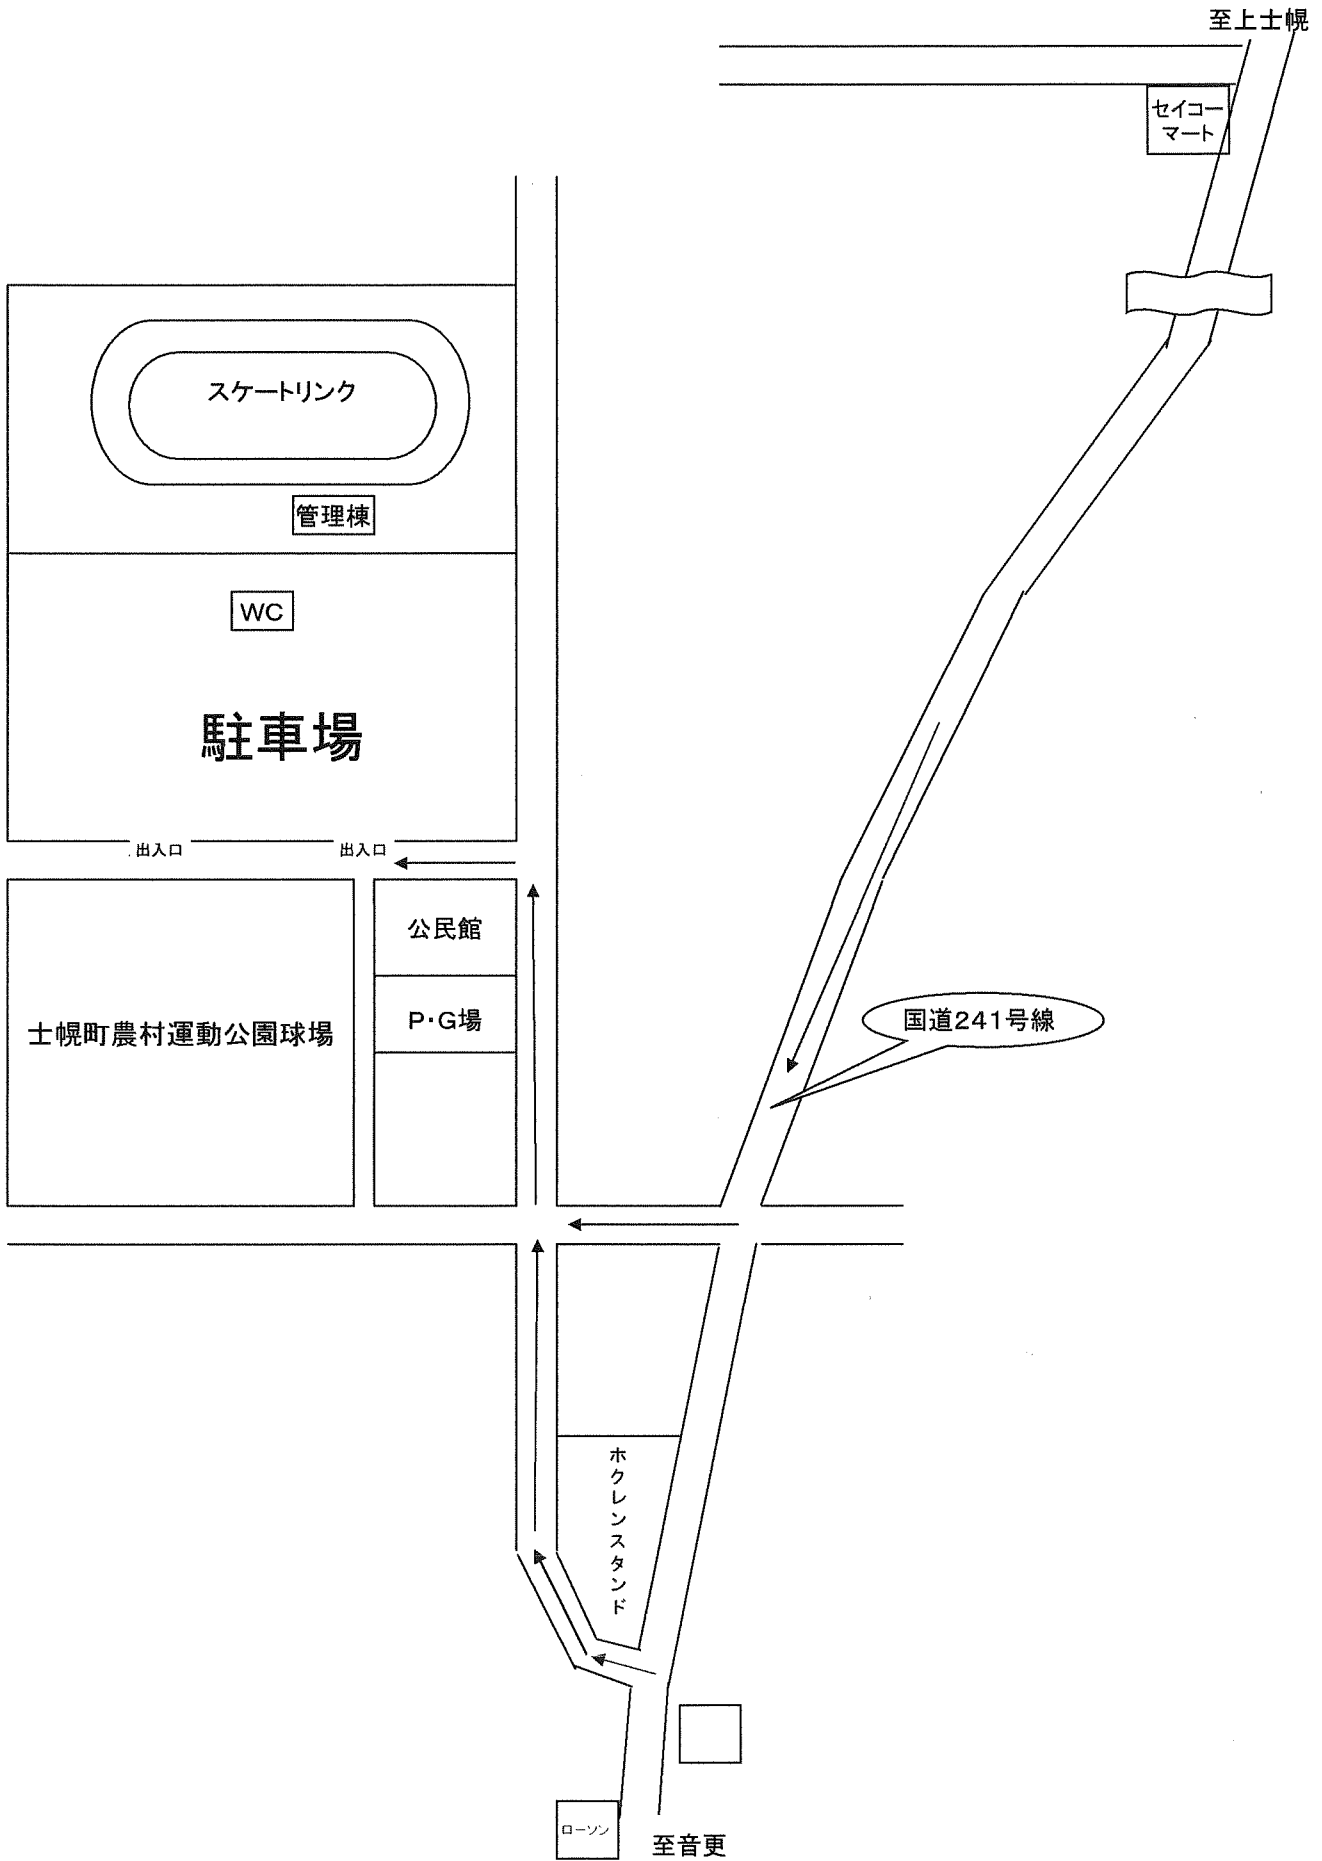 至上士幌
セイコー
マート
スケートリンク
管理棟
WC
駐車場
出入口
出入口
公民館
P・G場
士幌町農村運動公園球場
国道241号線
ホクレンスタンド
ローソン
至音更